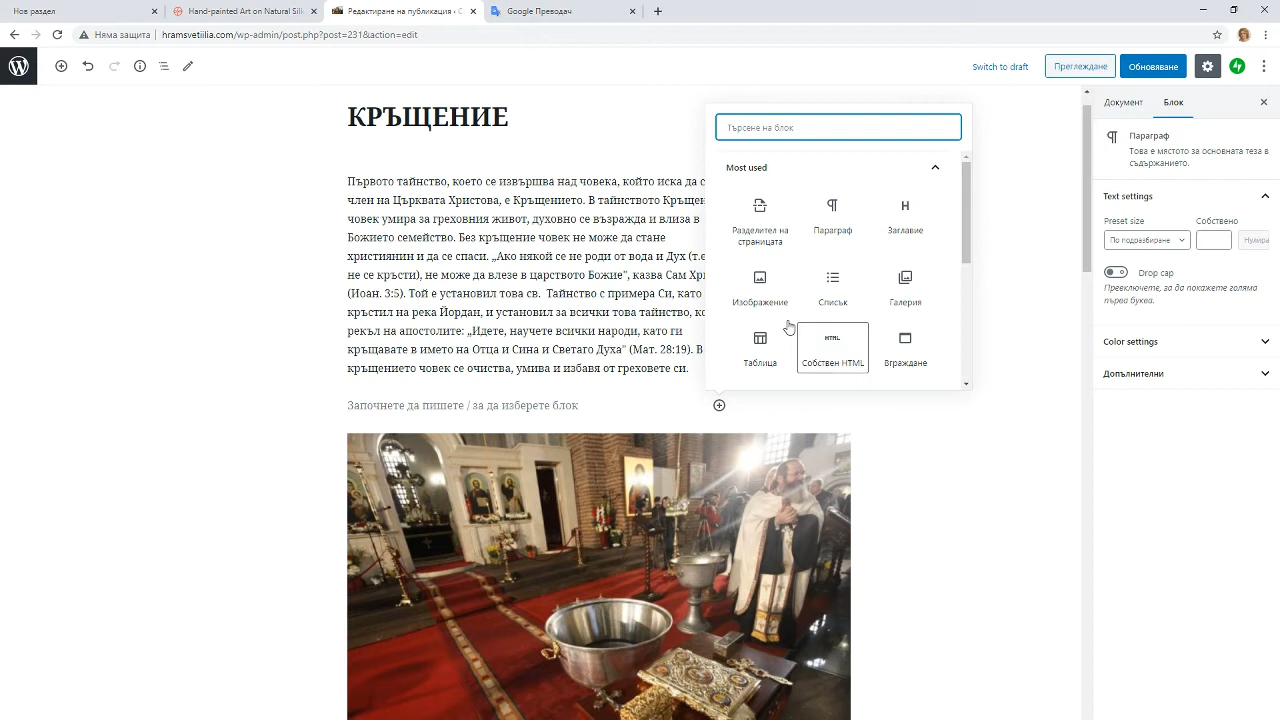 Нов раздел
Hand-painted Art on Natural Silk
Редактиране на публикация ‹ С
Google Преводач
Няма защита
hramsvetiilia.com/wp-admin/post.php?post=231&action=edit
Switch to draft
Преглеждане
Обновяване
КРЪЩЕНИЕ
Първото тайнство, което се извършва над човека, който иска да с
член на Църквата Христова, е Кръщението. В тайнството Кръщен
човек умира за греховния живот, духовно се възражда и влиза в
Божието семейство. Без кръщение човек не може да стане
християнин и да се спаси. „Ако някой се не роди от вода и Дух (т.е
не се кръсти), не може да влезе в царството Божие", казва Сам Хри
(Иоан. 3:5). Той е установил това св. Тайнство с примера Си, като
кръстил на река Йордан, и установил за всички това тайнство, ко
рекъл на апостолите: „Идете, научете всички народи, като ги
кръщавате в името на Отца и Сина и Светаго Духа" (Мат. 28:19). В
кръщението човек се очиства, умива и избавя от греховете си.
Започнете да пишете / за да изберете блок
Търсене на блок
Most used
Разделител на
страницата
Параграф
H
Заглавие
Изображение
Списък
Галерия
Таблица
HTML
Собствен HTML
Вграждане
Документ
Блок
Параграф
Това е мястото за основната теза в
съдържанието.
Text settings
Preset size
Собствено
По подразбиране
Нулира
Drop cap
Превключете, за да покажете голяма
първа буква.
Color settings
Допълнителни